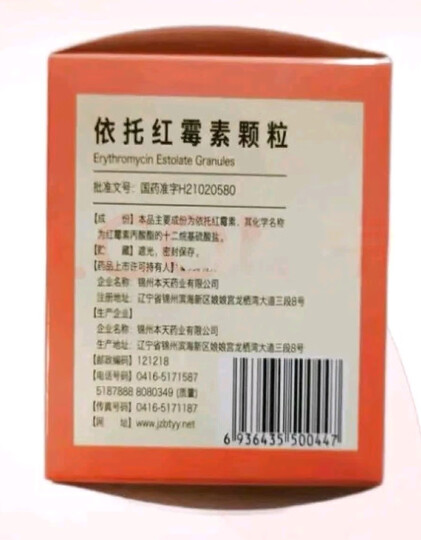 依托红霉素颗粒
Erythromycin Estolate Granules
批准文号：国药准字H21020580
【成　份】本品主要成份为依托红霉素，其化学名称
为红霉素丙酸酯的十二烷基硫酸盐。
【贮　藏】遮光，密封保存。
【药品上市许可持有人】
企业名称：锦州本天药业有限公司
注册地址：辽宁省锦州滨海新区娘娘宫龙栖湾大道三段8号
【生产企业】
企业名称：锦州本天药业有限公司
生产地址：辽宁省锦州滨海新区娘娘宫龙栖湾大道三段8号
【邮政编码】121218
【电话号码】0416-5171587
5187888 8080349 (质量)
【传真号码】0416-5171187
【网　址】www.jzbtyy.net
6 936435 500447